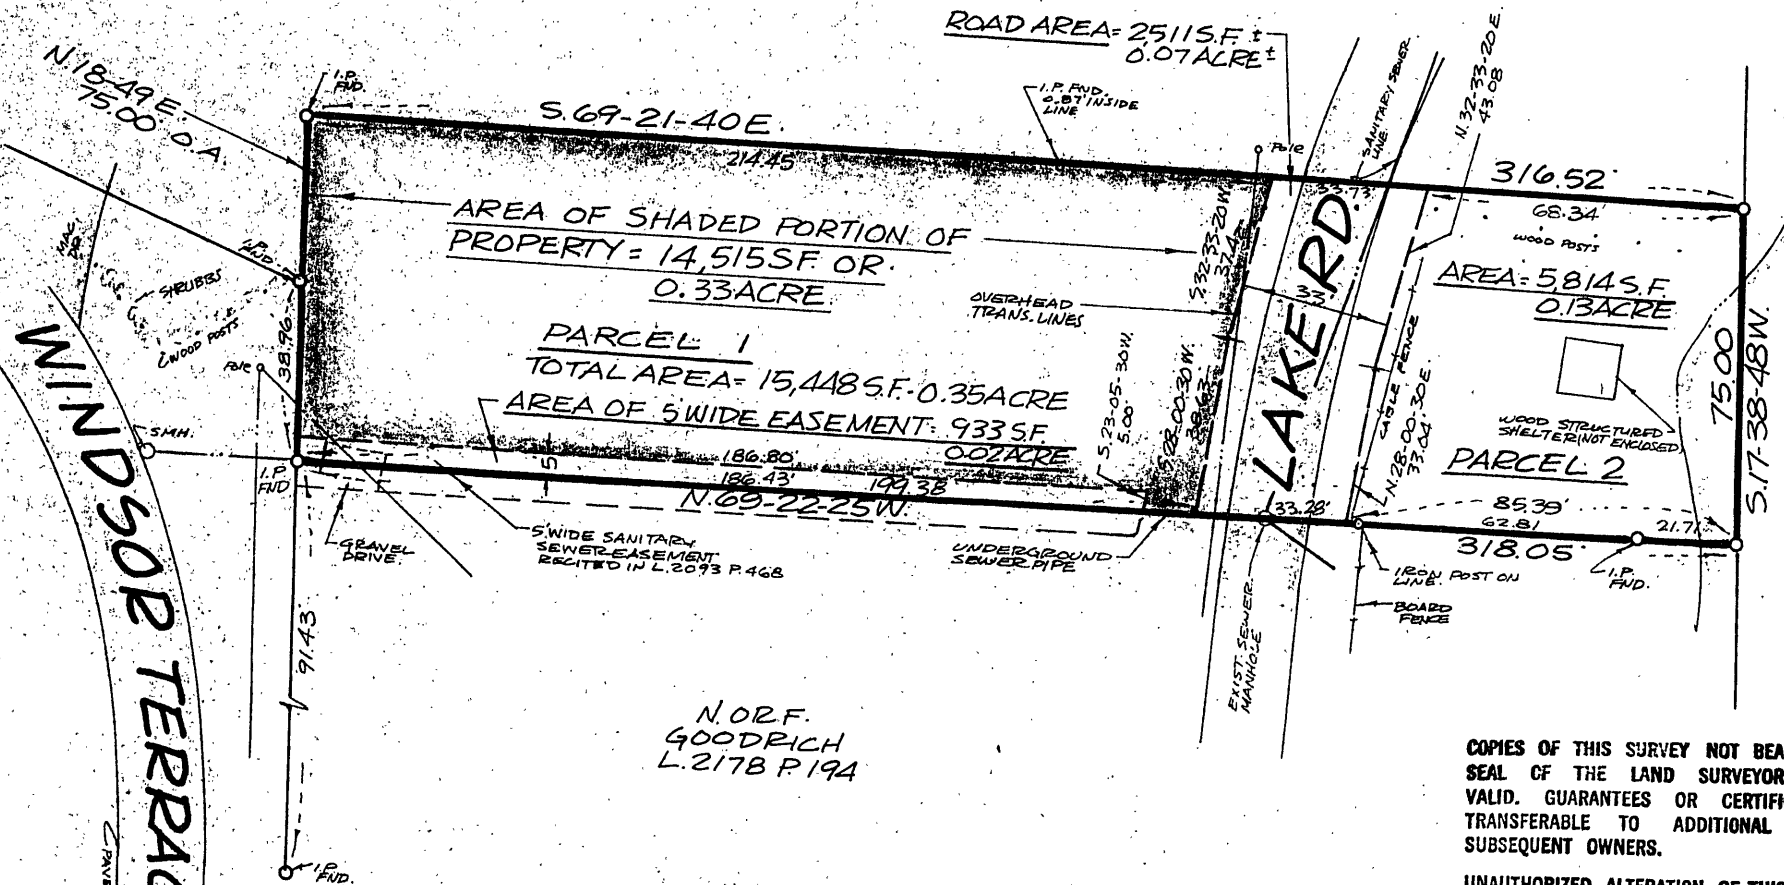 ROAD AREA= 2511 S.F.±
0.07 ACRE±
N.18-49 E.
75.00 O.A.
I.P.
FND.
S.69-21-40 E.
214.45
I.P. FND.
0.87' INSIDE
LINE
Pole
SANITARY SEWER
LINE
N.32-33-20 E.
43.08
33.73'
316.52'
68.34
WOOD POSTS
AREA OF SHADED PORTION OF
PROPERTY = 14,515 S.F. OR
0.33 ACRE
S.32-33-20 W.
37.47
AREA = 5,814 S.F.
0.13 ACRE
I.P.
FND.
SHRUBBS
WOOD POSTS
OVERHEAD
TRANS. LINES
33'
LAKE RD.
CABLE FENCE
PARCEL 1
TOTAL AREA = 15,448 S.F. - 0.35 ACRE
AREA OF 5' WIDE EASEMENT: 933 S.F.
0.02 ACRE
Pole
38.96
S.23-05-30 W.
5.00'
S.28-00-30 W.
38.63
N.28-00-30 E.
33.04
WOOD STRUCTURED
SHELTER (NOT ENCLOSED)
75.00
S.17-38-48 W.
PARCEL 2
SMH.
I.P.
FND
186.80'
186.43'
5'
199.38
N.69-22-25 W.
33.28'
85.39'
62.81
21.71
318.05'
GRAVEL
DRIVE.
5' WIDE SANITARY
SEWER EASEMENT
RECITED IN L.2093 P.468
UNDERGROUND
SEWER PIPE
EXIST. SEWER
MANHOLE
IRON POST ON
LINE
I.P.
FND.
BOARD
FENCE
91.43
WINDSOR TERRAC
N. OR F.
GOODRICH
L.2178 P.194
I.P.
FND.
COPIES OF THIS SURVEY NOT BEA
SEAL OF THE LAND SURVEYOR
VALID. GUARANTEES OR CERTIFI
TRANSFERABLE TO ADDITIONAL
SUBSEQUENT OWNERS.
UNAUTHORIZED ALTERATION OF THIS